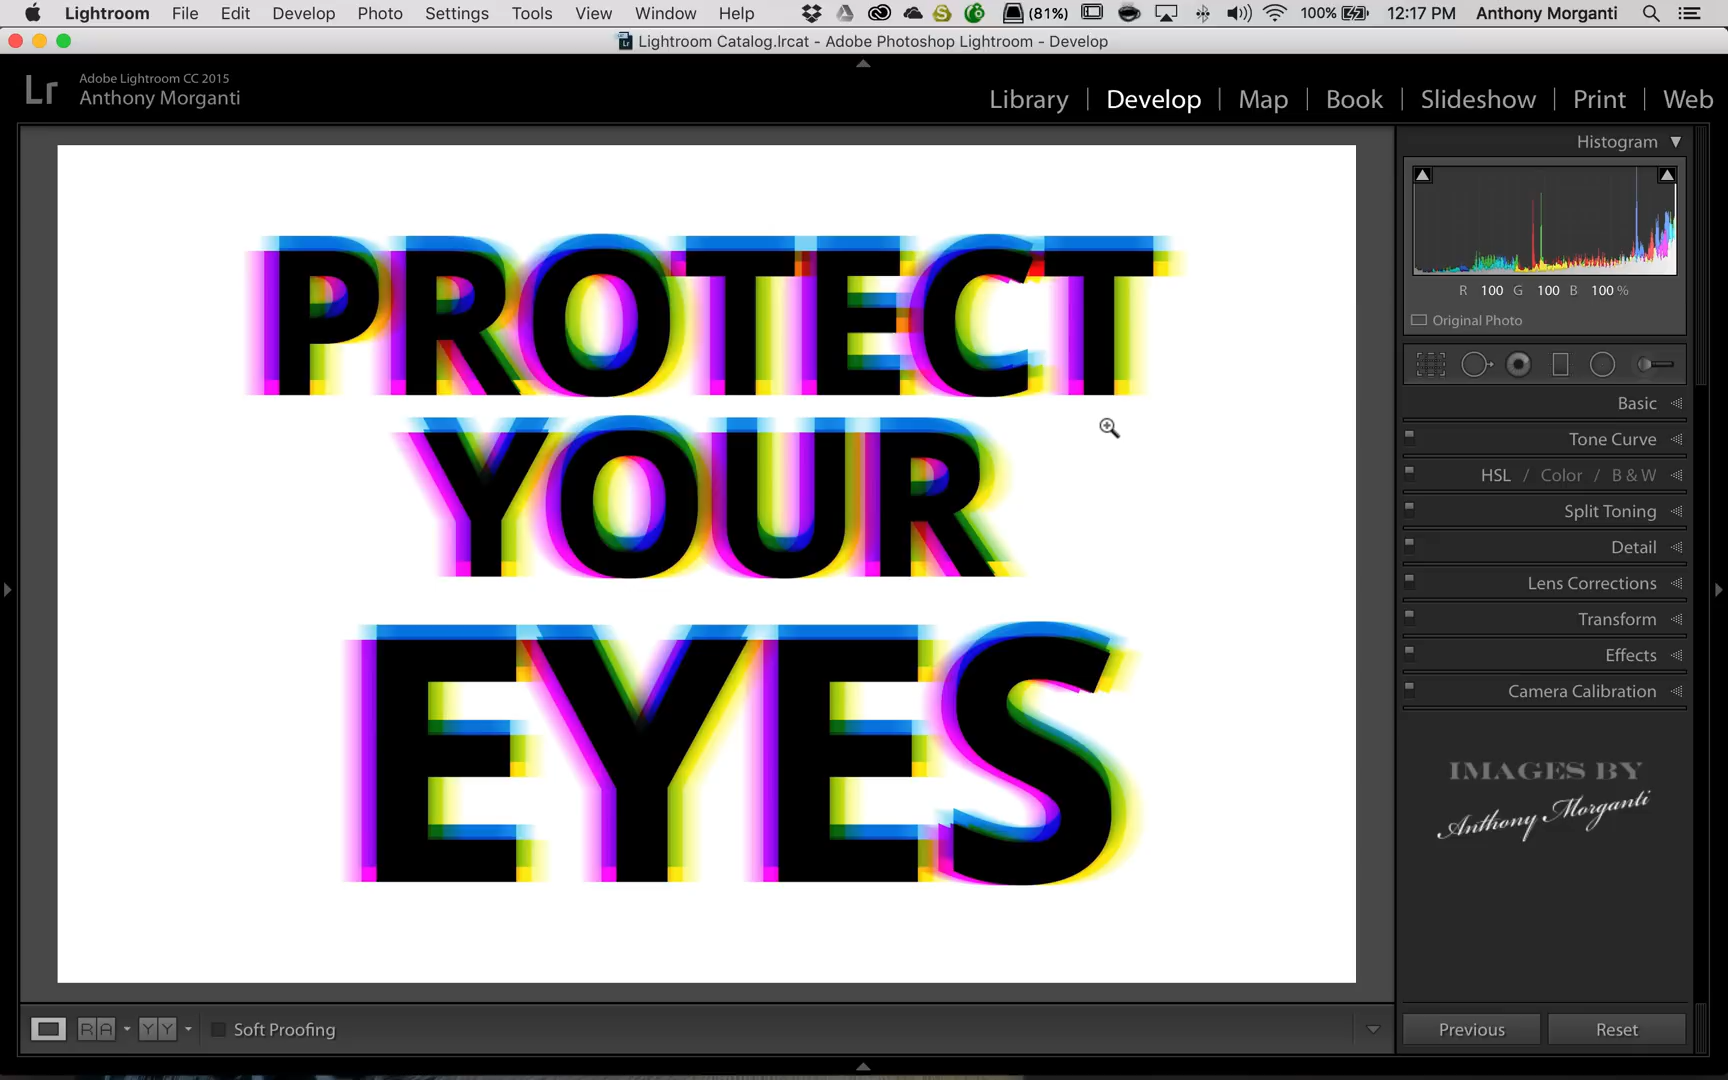 Lightroom File Edit Develop Photo Settings Tools View Window Help (81%) 100% 12:17 PM Anthony Morganti
Lightroom Catalog.lrcat - Adobe Photoshop Lightroom - Develop
Lr Adobe Lightroom CC 2015
Anthony Morganti
Library | Develop | Map | Book | Slideshow | Print | Web
Histogram
R 100 G 100 B 100 %
Original Photo
Basic
Tone Curve
HSL / Color / B & W
Split Toning
Detail
Lens Corrections
Transform
Effects
Camera Calibration
IMAGES BY
Anthony Morganti
PROTECT
YOUR
EYES
R A Y Y Soft Proofing
Previous Reset